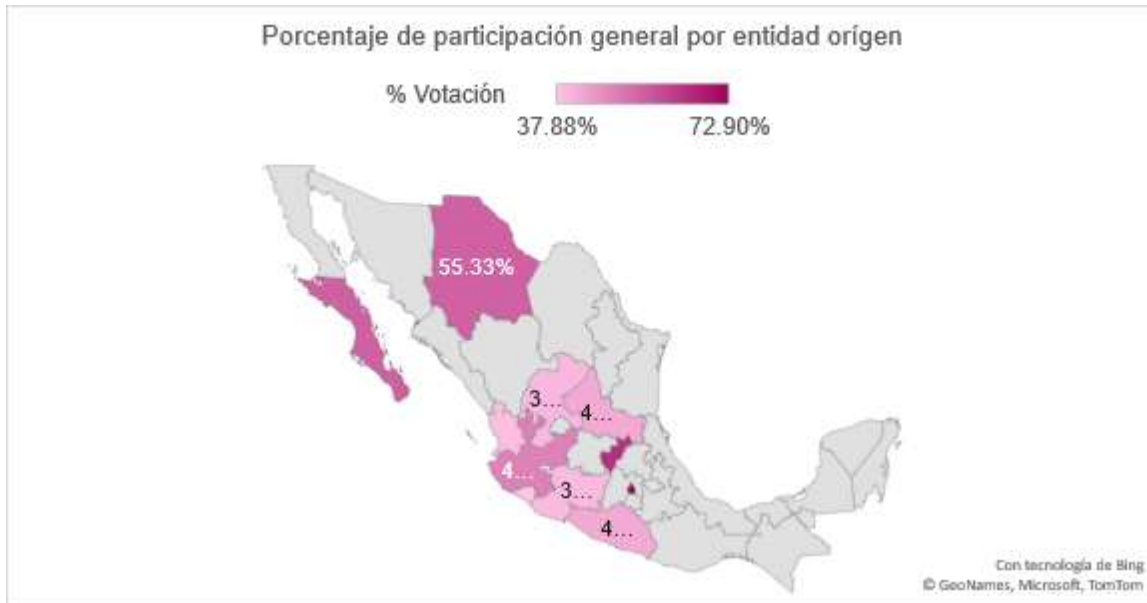 Porcentaje de participación general por entidad orígen
% Votación
37.88% 72.90%
55.33%
3...
4...
4...
3...
4...
Con tecnología de Bing
© GeoNames, Microsoft, TomTom